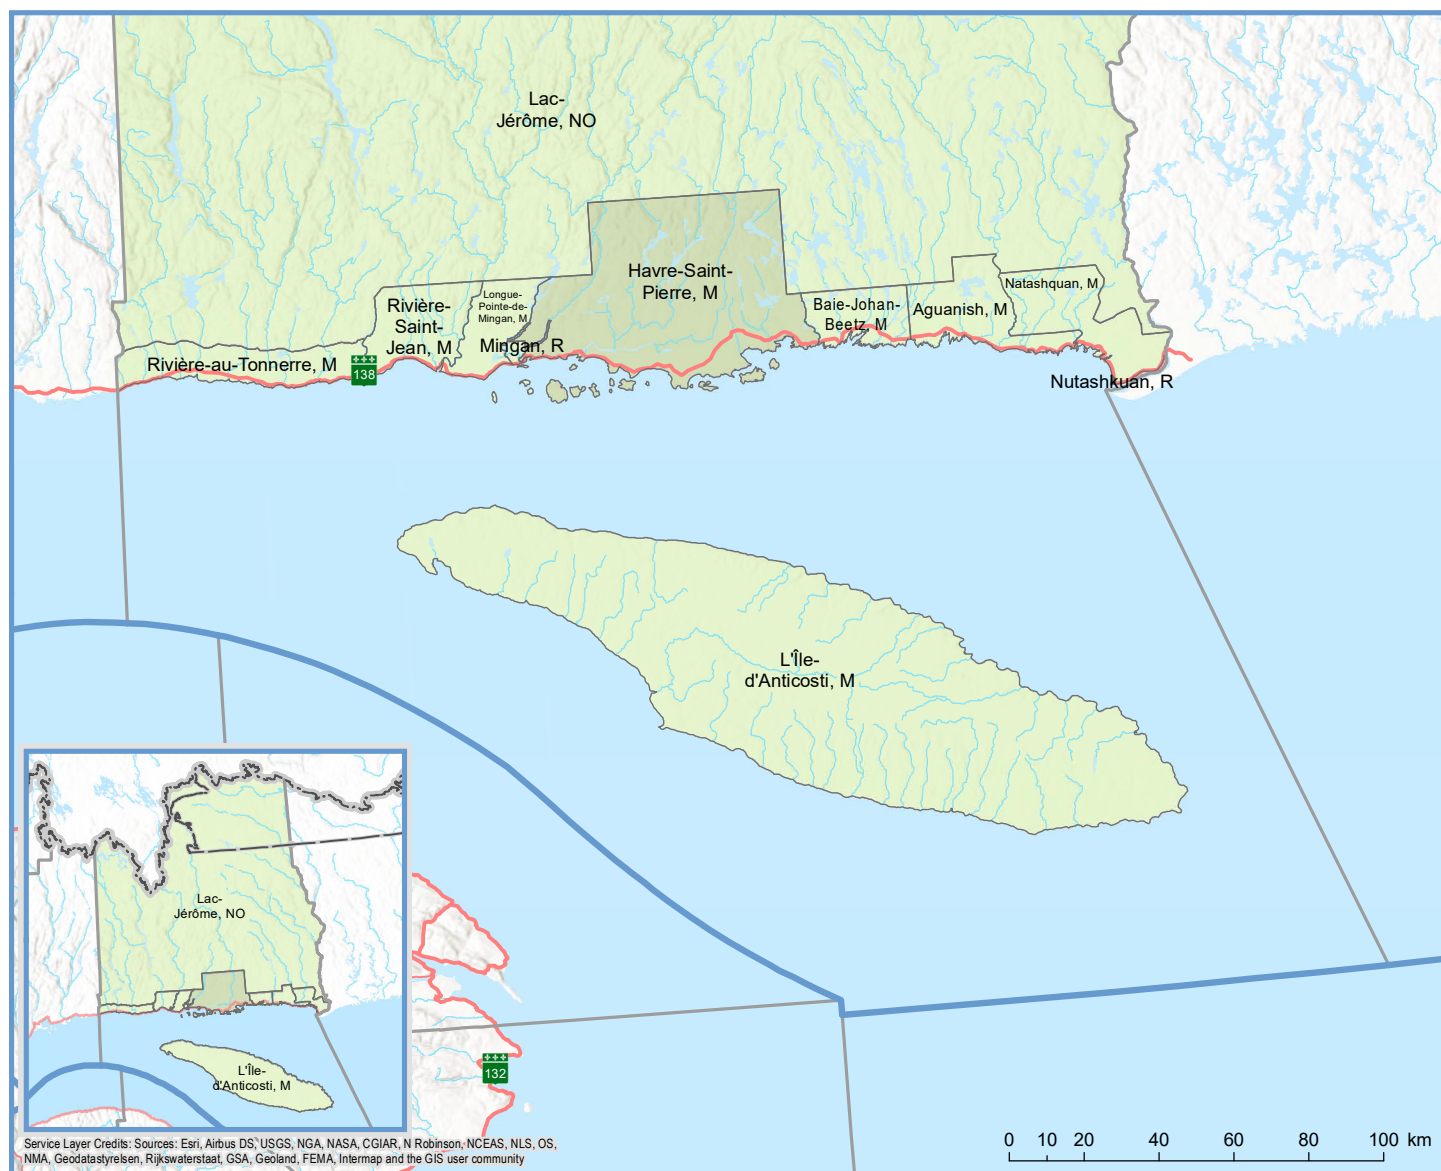 Lac-
Jérôme, NO
Havre-Saint-
Pierre, M
Rivière-
Saint-
Jean, M
Longue-
Pointe-de-
Mingan, M
Mingan, R
Baie-Johan-
Beetz, M
Aguanish, M
Natashquan, M
Rivière-au-Tonnerre, M
138
Nutashkuan, R
L'Île-
d'Anticosti, M
Lac-
Jérôme, NO
L'Île-
d'Anticosti, M
132
Service Layer Credits: Sources: Esri, Airbus DS, USGS, NGA, NASA, CGIAR, N Robinson, NCEAS, NLS, OS,
NMA, Geodatastyrelsen, Rijkswaterstaat, GSA, Geoland, FEMA, Intermap and the GIS user community
0 10 20 40 60 80 100 km